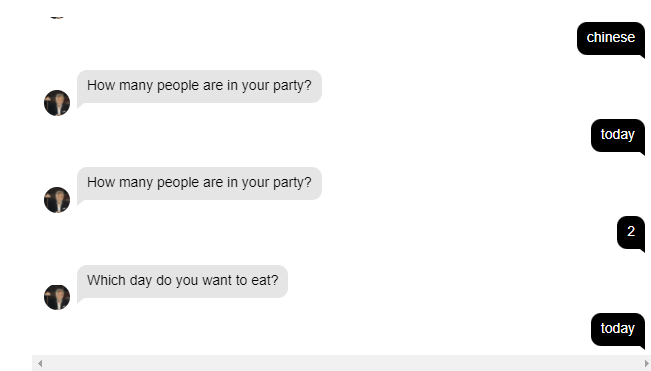 chinese
How many people are in your party?
today
How many people are in your party?
2
Which day do you want to eat?
today